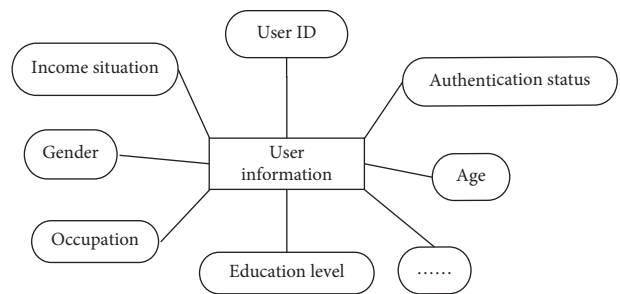 User ID
Income situation
Authentication status
Gender
User
information
Age
Occupation
Education level
......